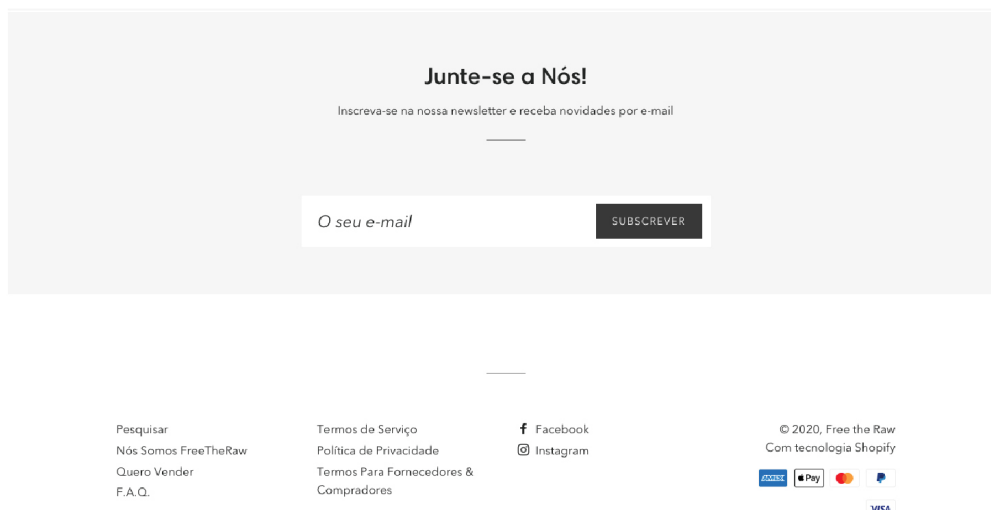 Junte-se a Nós!
Inscreva-se na nossa newsletter e receba novidades por e-mail
O seu e-mail
SUBSCREVER
Pesquisar
Nós Somos FreeTheRaw
Quero Vender
F.A.Q.
Termos de Serviço
Política de Privacidade
Termos Para Fornecedores &
Compradores
Facebook
Instagram
© 2020, Free the Raw
Com tecnologia Shopify
AMEX
Pay
VISA